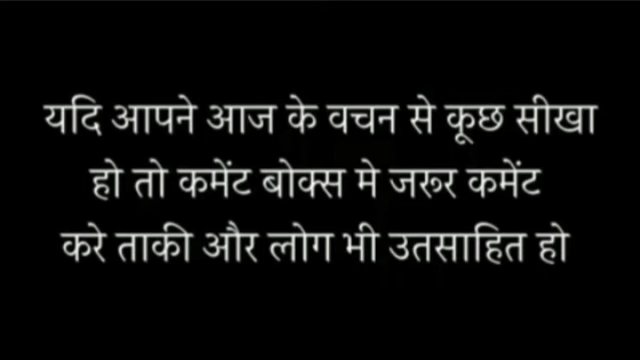 यदि आपने आज के वचन से कूछ सीखा
हो तो कमेंट बोक्स मे जरूर कमेंट
करे ताकी और लोग भी उतसाहित हो